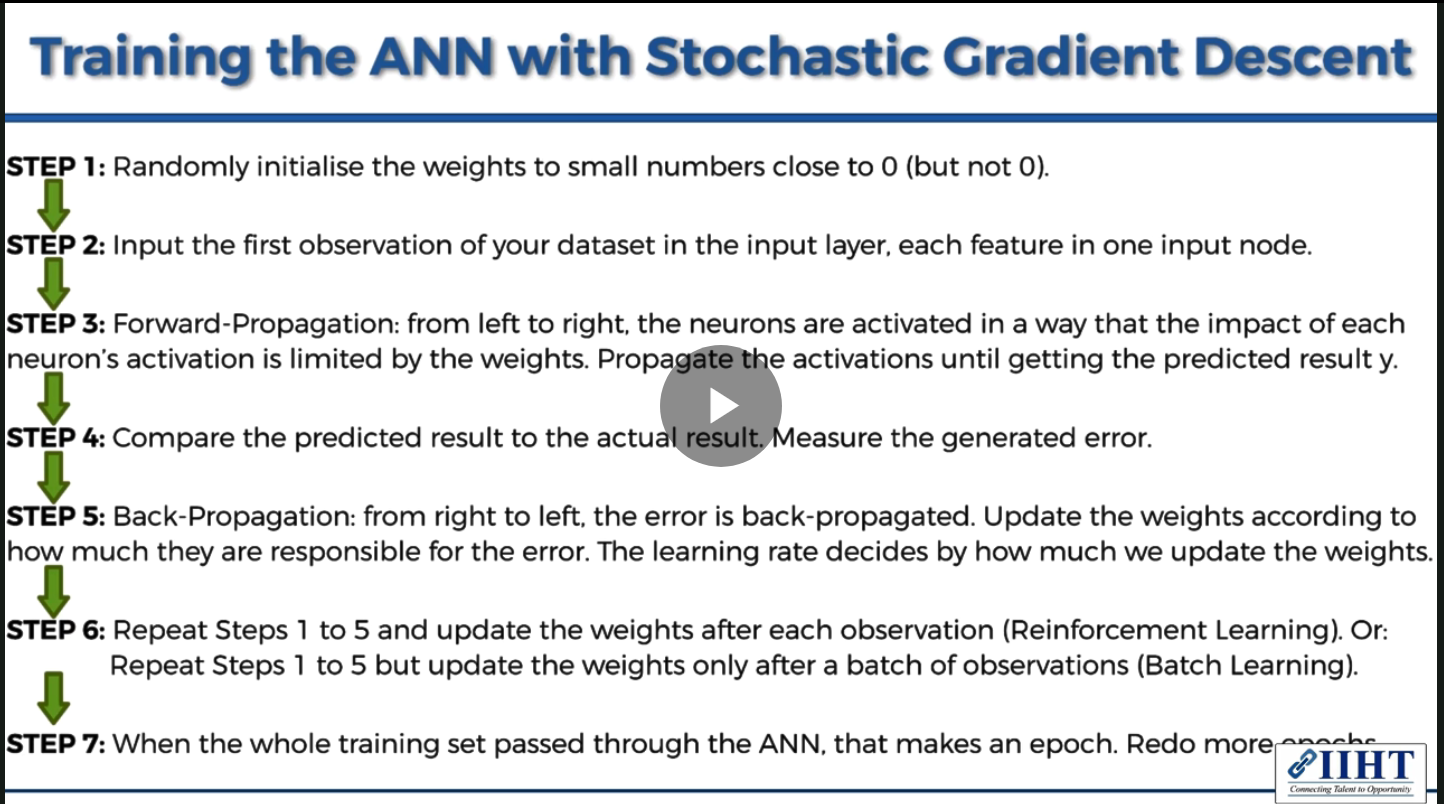 Training the ANN with Stochastic Gradient Descent
STEP 1: Randomly initialise the weights to small numbers close to 0 (but not 0).
STEP 2: Input the first observation of your dataset in the input layer, each feature in one input node.
STEP 3: Forward-Propagation: from left to right, the neurons are activated in a way that the impact of each
neuron's activation is limited by the weights. Propagate the activations until getting the predicted result y.
STEP 4: Compare the predicted result to the actual result. Measure the generated error.
STEP 5: Back-Propagation: from right to left, the error is back-propagated. Update the weights according to
how much they are responsible for the error. The learning rate decides by how much we update the weights.
STEP 6: Repeat Steps 1 to 5 and update the weights after each observation (Reinforcement Learning). Or:
Repeat Steps 1 to 5 but update the weights only after a batch of observations (Batch Learning).
STEP 7: When the whole training set passed through the ANN, that makes an epoch. Redo more
IIHT
Connecting Talent to Opportunity